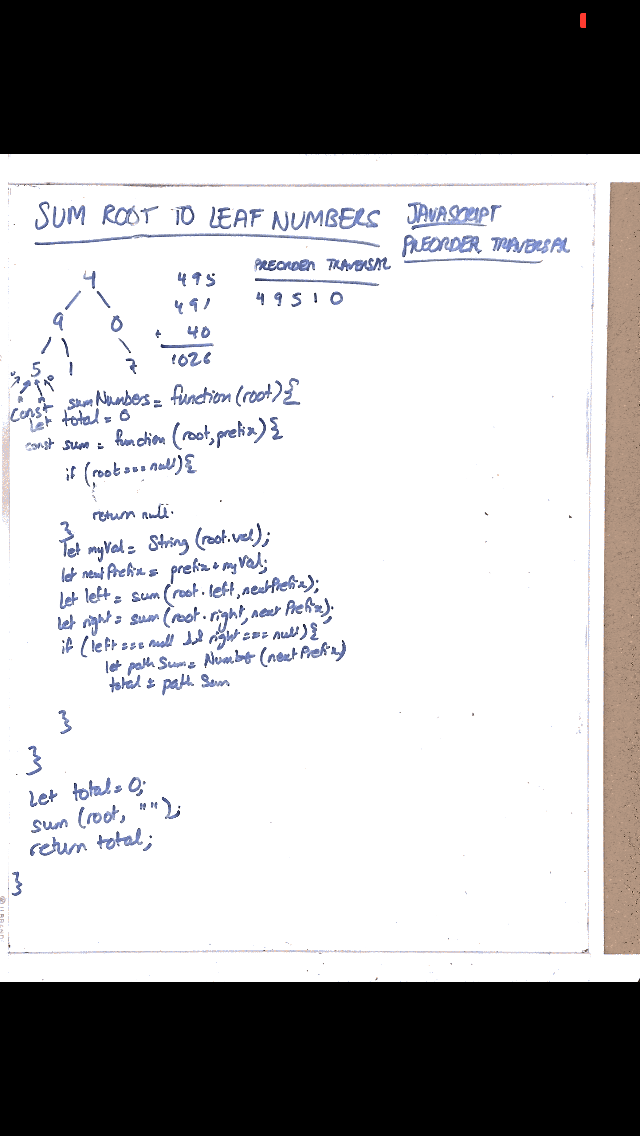 SUM ROOT TO LEAF NUMBERS
JAVASCRIPT
PREORDER TRAVERSAL
4
9 0
5 1 7
495
491
+ 40
1026
PREORDER TRAVERSAL
4 9 5 1 0
const sumNumbers = function(root){
let total = 0
const sum = function (root, prefix){
if (root === null){
return null.
}
let myVal = String (root.val);
let nextPrefix = prefix + myVal;
let left = sum (root.left, nextPrefix);
let right = sum (root.right, next Prefix);
if (left === null && right === null){
let pathSum = Number (nextPrefix)
total ± path Sum
}
}
let total = 0;
sum (root, "");
return total;
}